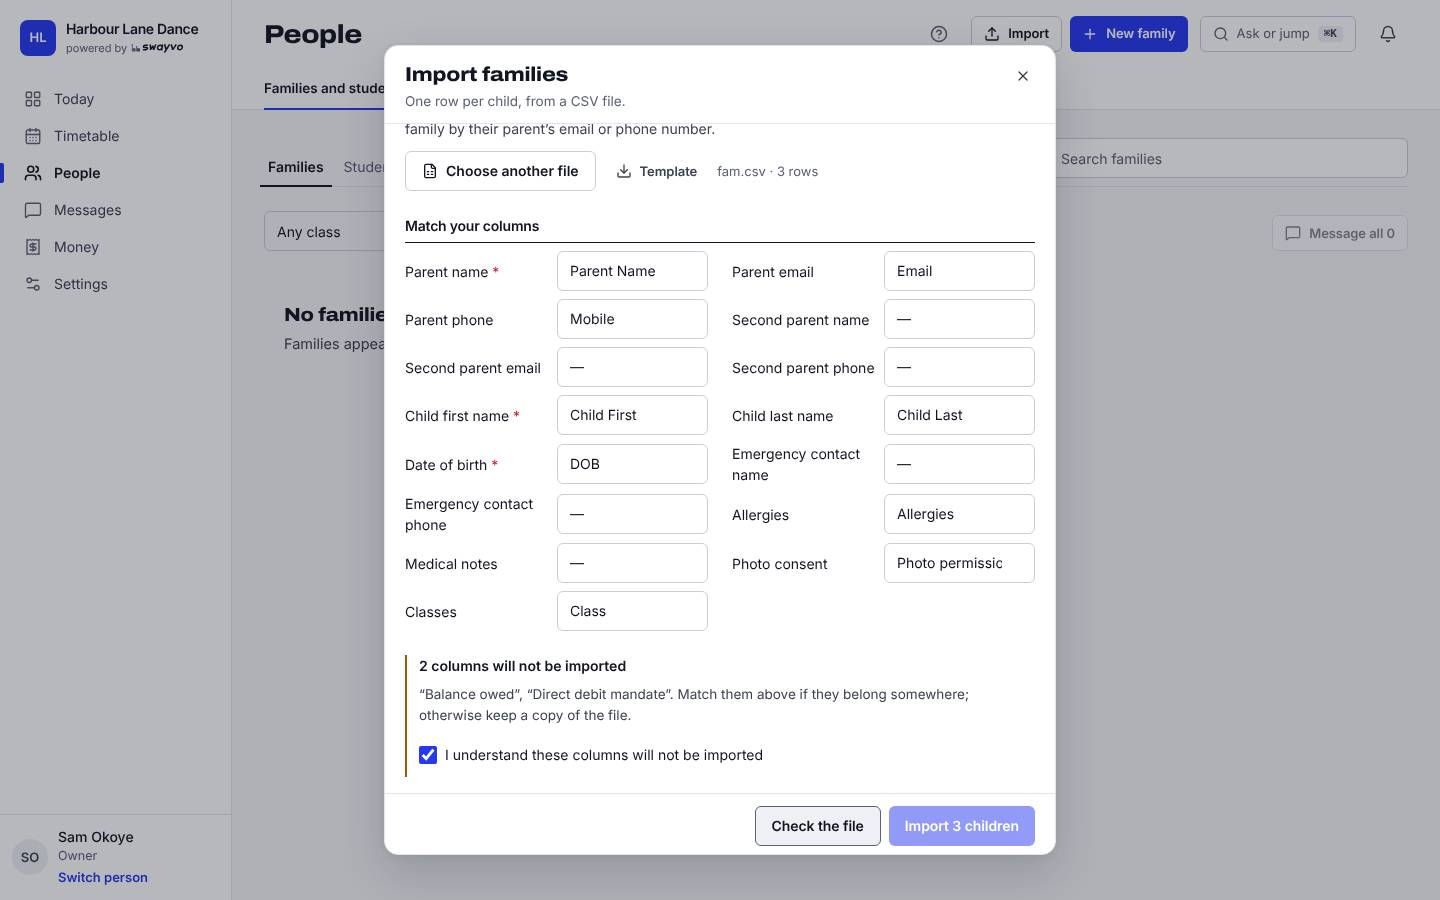 HL
Harbour Lane Dance
powered by swayvo
Today
Timetable
People
Messages
Money
Settings
SO
Sam Okoye
Owner
Switch person
People
Import
New family
Ask or jump
⌘K
Families and stude
Families
Studen
Search families
Any class
Message all 0
No familie
Families appea
Import families
One row per child, from a CSV file.
family by their parent’s email or phone number.
Choose another file
Template
fam.csv · 3 rows
Match your columns
Parent name *
Parent Name
Parent email
Email
Parent phone
Mobile
Second parent name
—
Second parent email
—
Second parent phone
—
Child first name *
Child First
Child last name
Child Last
Date of birth *
DOB
Emergency contact
name
—
Emergency contact
phone
—
Allergies
Allergies
Medical notes
—
Photo consent
Photo permissic
Classes
Class
2 columns will not be imported
“Balance owed”, “Direct debit mandate”. Match them above if they belong somewhere;
otherwise keep a copy of the file.
I understand these columns will not be imported
Check the file
Import 3 children